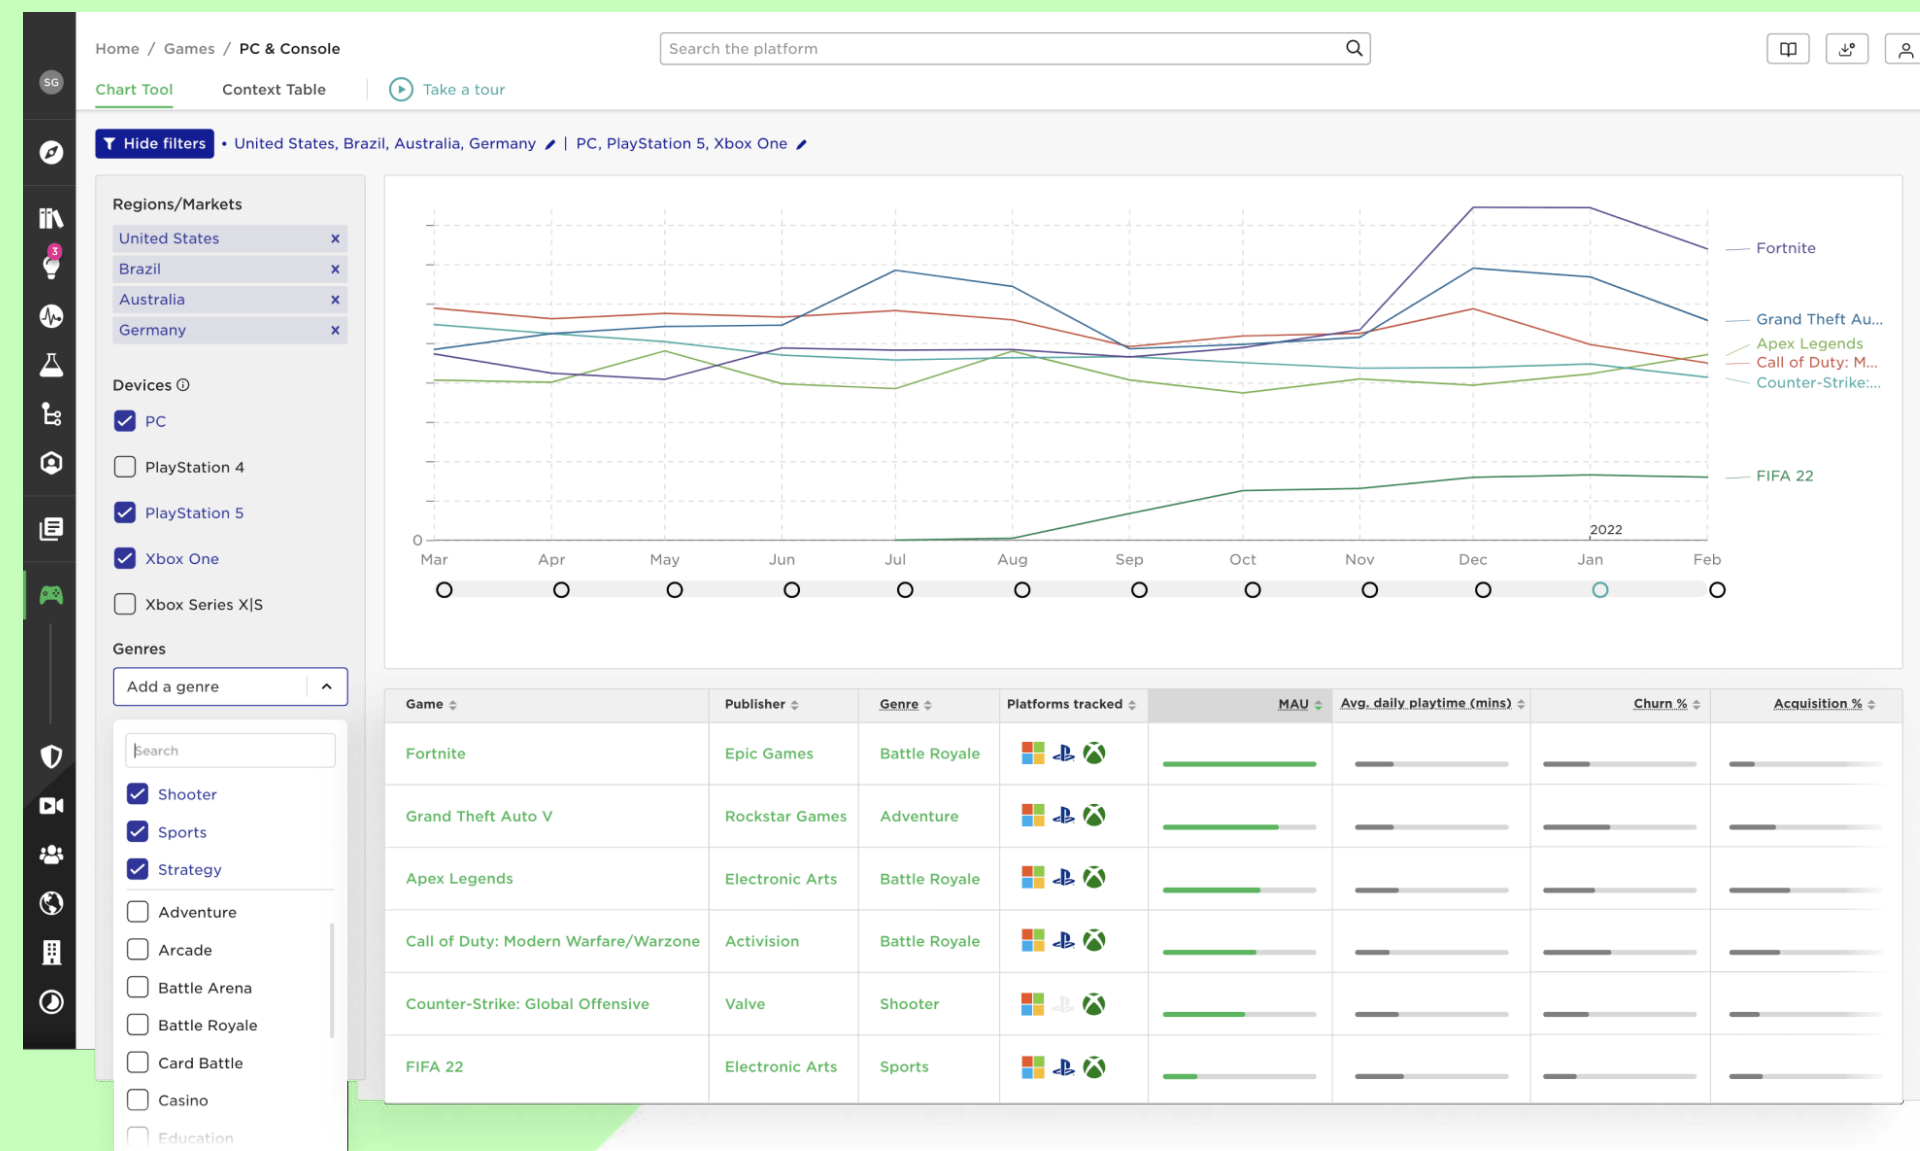 Home / Games / PC & Console
Search the platform
SG
Chart Tool
Context Table
Take a tour
Hide filters • United States, Brazil, Australia, Germany | PC, PlayStation 5, Xbox One
Regions/Markets
United States x
Brazil x
Australia x
Germany x
3
Devices
PC
PlayStation 4
PlayStation 5
Xbox One
Xbox Series X|S
Genres
Add a genre
Search
Shooter
Sports
Strategy
Adventure
Arcade
Battle Arena
Battle Royale
Card Battle
Casino
Education
Fortnite
Grand Theft Au...
Apex Legends
Call of Duty: M...
Counter-Strike:...
FIFA 22
2022
0
Mar Apr May Jun Jul Aug Sep Oct Nov Dec Jan Feb
Game Publisher Genre Platforms tracked MAU Avg. daily playtime (mins) Churn % Acquisition %
Fortnite Epic Games Battle Royale
Grand Theft Auto V Rockstar Games Adventure
Apex Legends Electronic Arts Battle Royale
Call of Duty: Modern Warfare/Warzone Activision Battle Royale
Counter-Strike: Global Offensive Valve Shooter
FIFA 22 Electronic Arts Sports